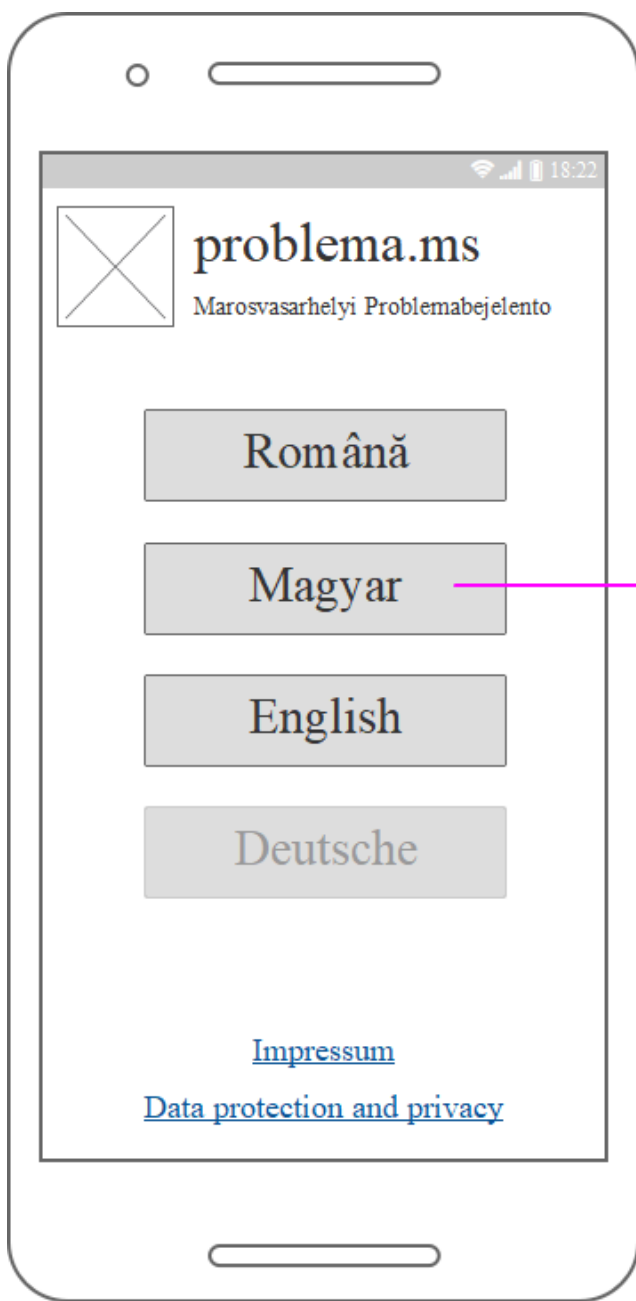 18:22
problema.ms
Marosvasarhelyi Problemabejelento
Română
Magyar
English
Deutsche
Impressum
Data protection and privacy